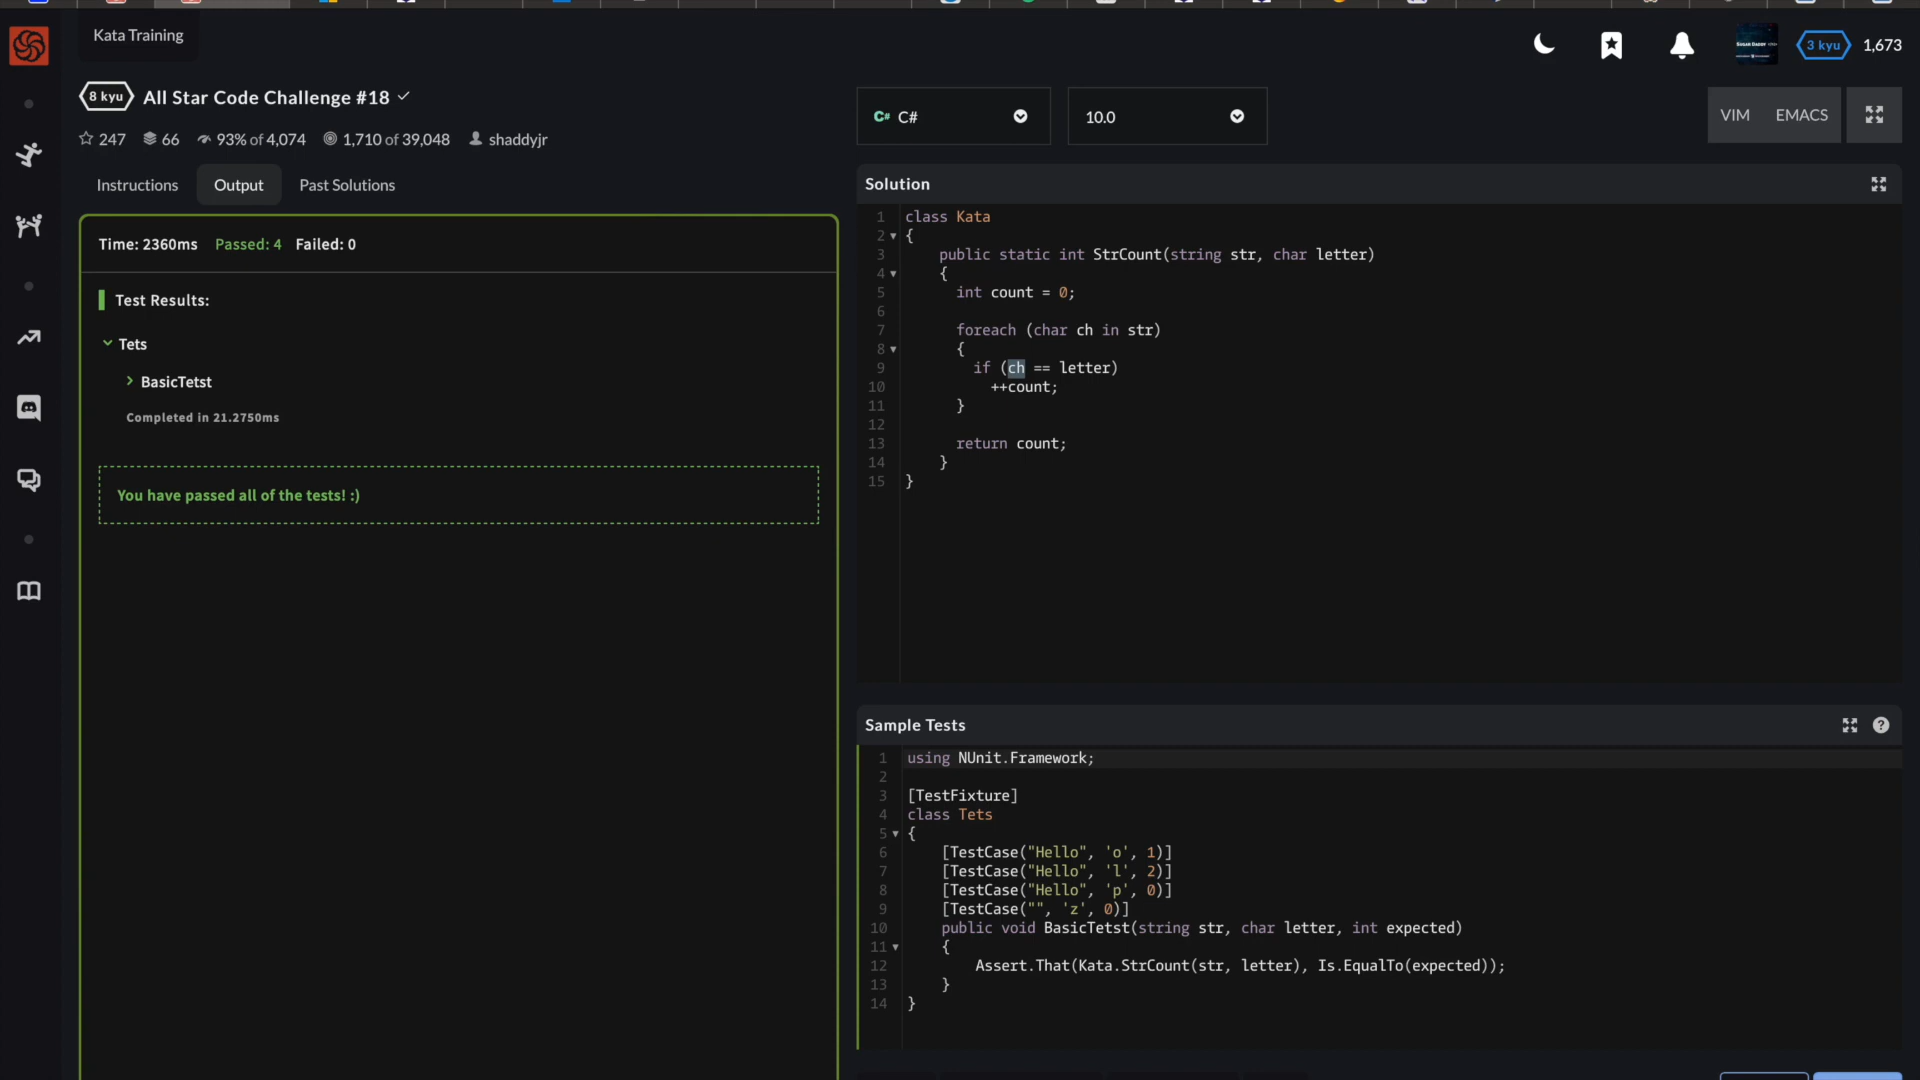 Kata Training
3 kyu
1,673
8 kyu
All Star Code Challenge #18
247
66
93% of 4,074
1,710 of 39,048
shaddyjr
Instructions
Output
Past Solutions
Time: 2360ms Passed: 4 Failed: 0
Test Results:
Tets
BasicTetst
Completed in 21.2750ms
You have passed all of the tests! :)
C# C#
10.0
VIM
EMACS
Solution
1 class Kata
2 {
3 public static int StrCount(string str, char letter)
4 {
5 int count = 0;
6
7 foreach (char ch in str)
8 {
9 if (ch == letter)
10 ++count;
11 }
12
13 return count;
14 }
15 }
Sample Tests
1 using NUnit.Framework;
2
3 [TestFixture]
4 class Tets
5 {
6 [TestCase("Hello", 'o', 1)]
7 [TestCase("Hello", 'l', 2)]
8 [TestCase("Hello", 'p', 0)]
9 [TestCase("", 'z', 0)]
10 public void BasicTetst(string str, char letter, int expected)
11 {
12 Assert.That(Kata.StrCount(str, letter), Is.EqualTo(expected));
13 }
14 }